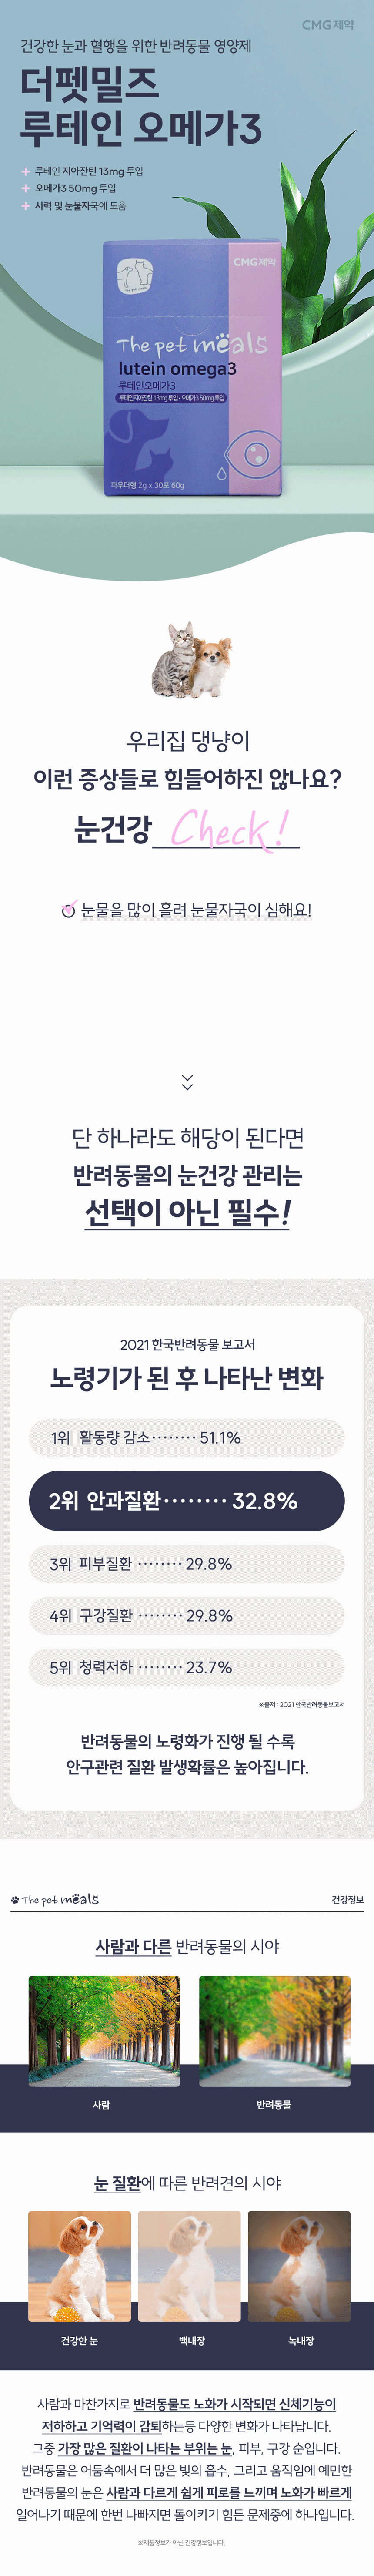 CMG제약
건강한 눈과 혈행을 위한 반려동물 영양제
더펫밀즈
루테인 오메가3
+ 루테인 지아잔틴 13mg 투입
+ 오메가3 50mg 투입
+ 시력 및 눈물자국에 도움
CMG제약
The pet meals
lutein omega3
루테인오메가3
루테인지아잔틴 13mg 투입 • 오메가3 50mg 투입
파우더형 2g x 30포 60g
우리집 댕냥이
이런 증상들로 힘들어하진 않나요?
눈건강 Check!
눈물을 많이 흘려 눈물자국이 심해요!
단 하나라도 해당이 된다면
반려동물의 눈건강 관리는
선택이 아닌 필수!
2021 한국반려동물 보고서
노령기가 된 후 나타난 변화
1위 활동량 감소········ 51.1%
2위 안과질환········ 32.8%
3위 피부질환 ········ 29.8%
4위 구강질환 ········ 29.8%
5위 청력저하 ········ 23.7%
※출처 : 2021 한국반려동물보고서
반려동물의 노령화가 진행 될 수록
안구관련 질환 발생확률은 높아집니다.
The pet meals
건강정보
사람과 다른 반려동물의 시야
사람
반려동물
눈 질환에 따른 반려견의 시야
건강한 눈
백내장
녹내장
사람과 마찬가지로 반려동물도 노화가 시작되면 신체기능이
저하하고 기억력이 감퇴하는등 다양한 변화가 나타납니다.
그중 가장 많은 질환이 나타나는 부위는 눈, 피부, 구강 순입니다.
반려동물은 어둠속에서 더 많은 빛의 흡수, 그리고 움직임에 예민한
반려동물의 눈은 사람과 다르게 쉽게 피로를 느끼며 노화가 빠르게
일어나기 때문에 한번 나빠지면 돌이키기 힘든 문제중에 하나입니다.
※제품정보가 아닌 건강정보입니다.